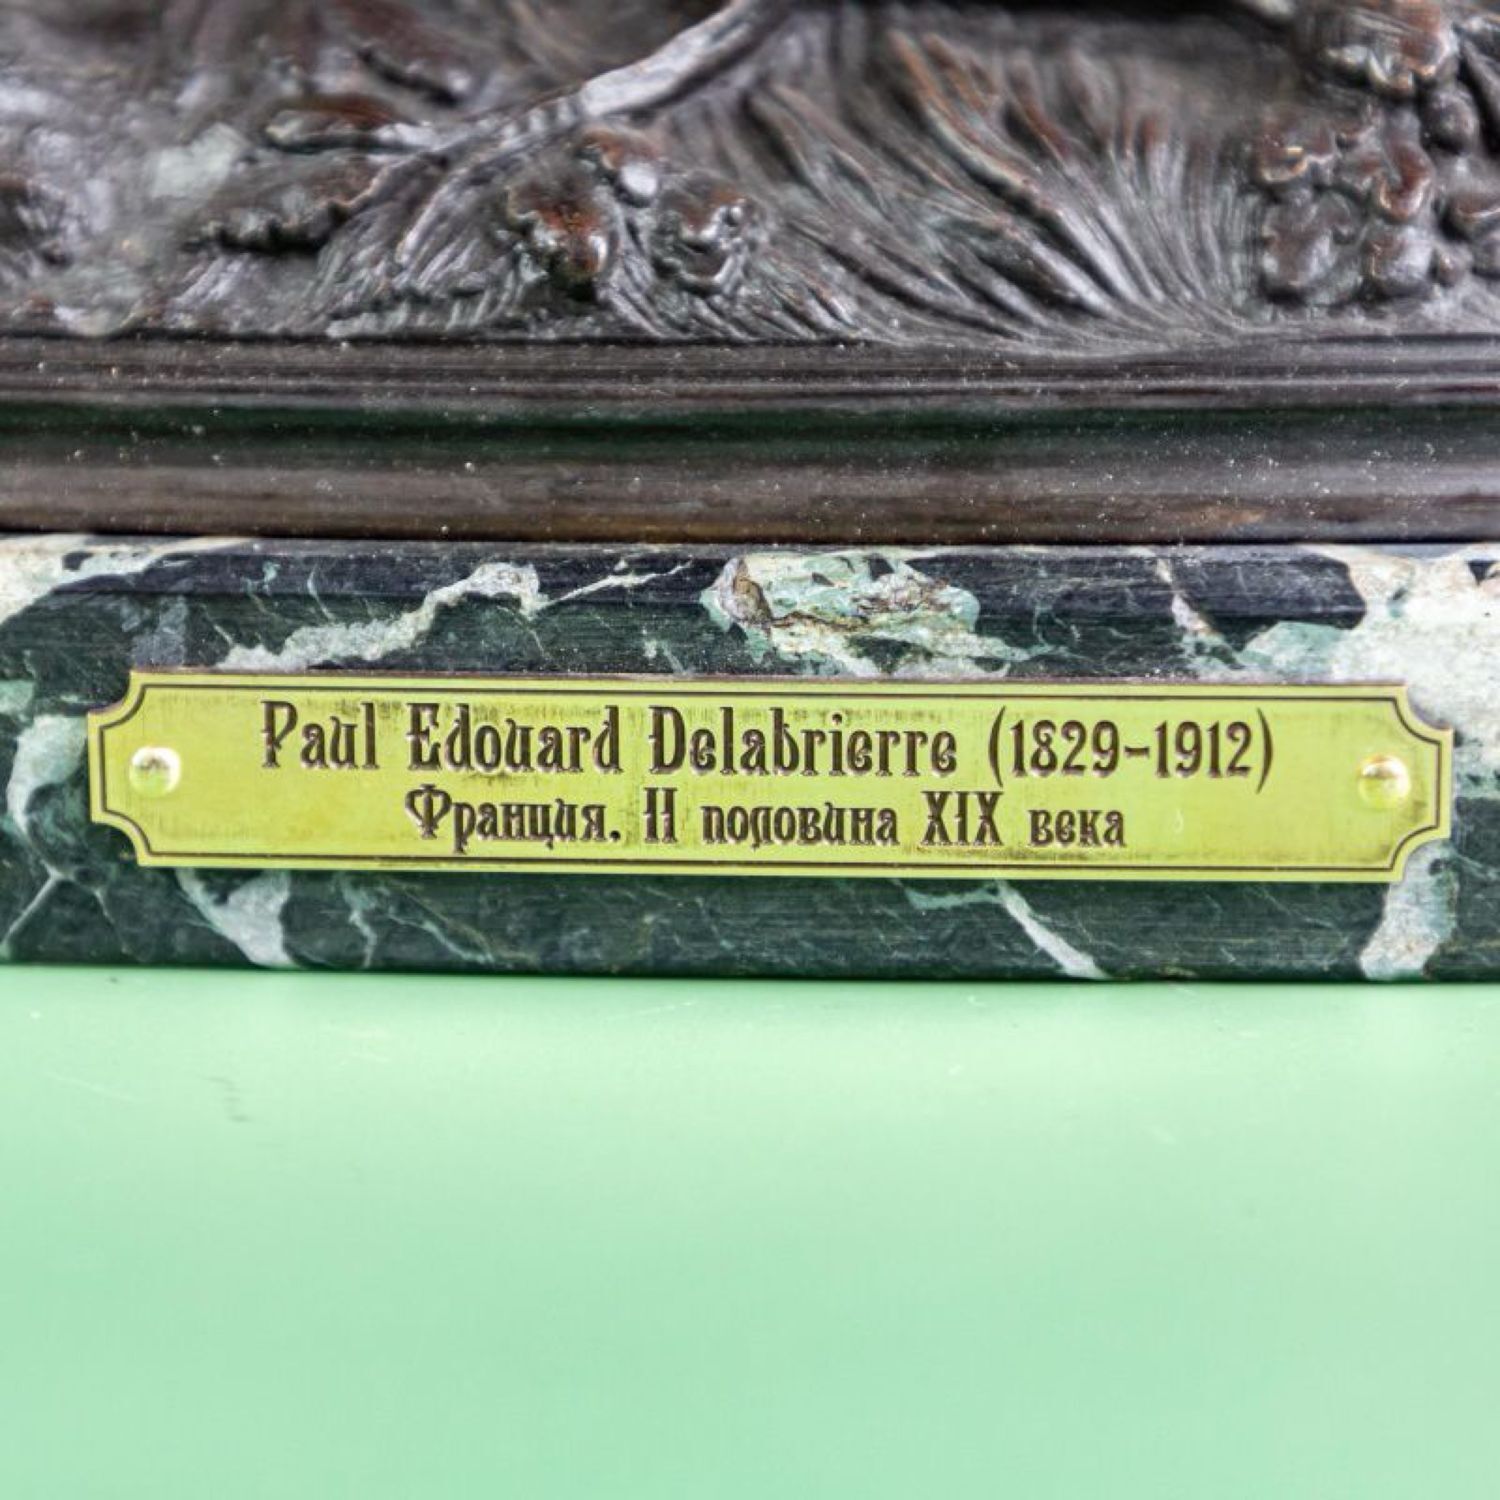 Paul Edouard Delabrierre (1829-1912)
Франция. II половина XIX века